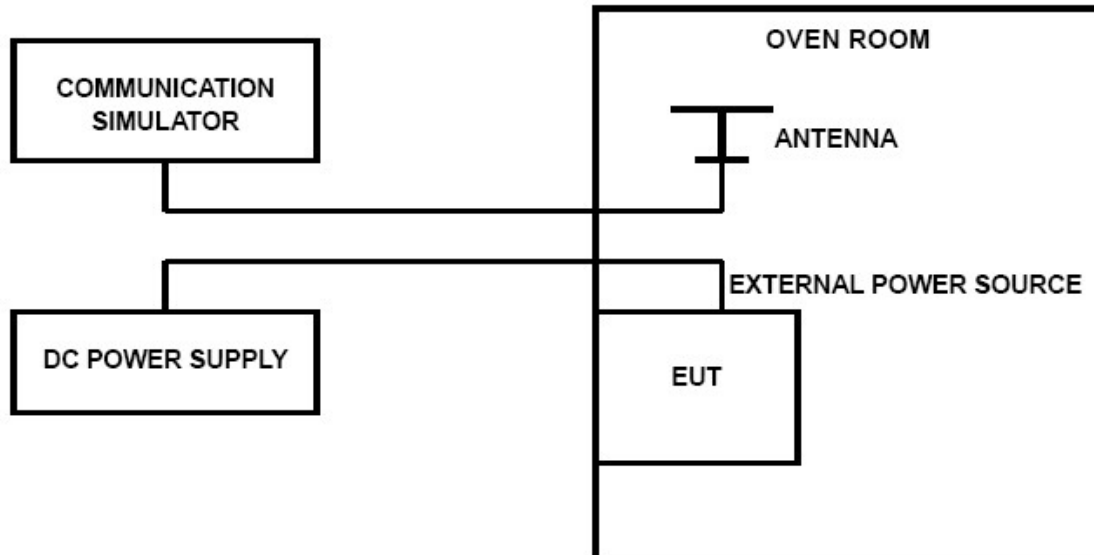 OVEN ROOM
COMMUNICATION
SIMULATOR
ANTENNA
EXTERNAL POWER SOURCE
DC POWER SUPPLY
EUT